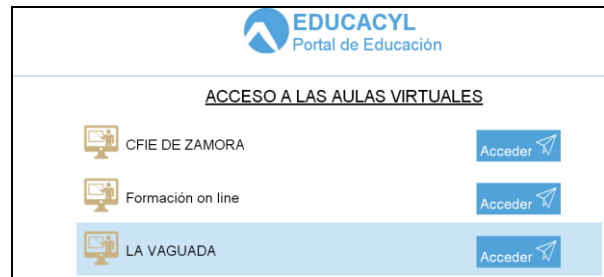 EDUCACYL
Portal de Educación
ACCESO A LAS AULAS VIRTUALES
CFIE DE ZAMORA
Acceder
Formación on line
Acceder
LA VAGUADA
Acceder